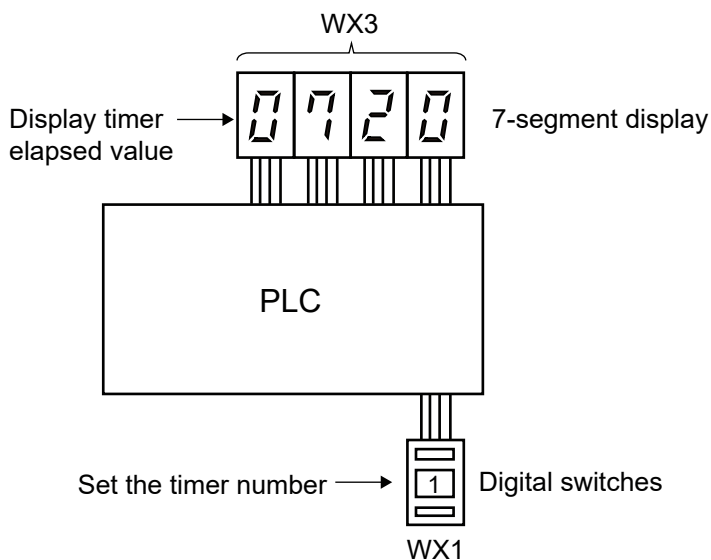 WX3
0720
Display timer
elapsed value
7-segment display
PLC
Set the timer number
1
Digital switches
WX1